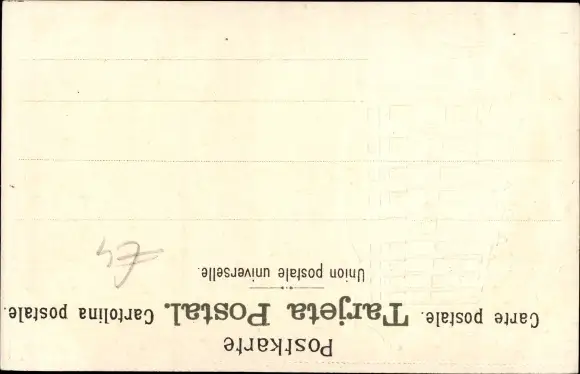 Postkarte
Carte postale. Tarjeta Postal. Cartolina postale.
Union postale universelle.